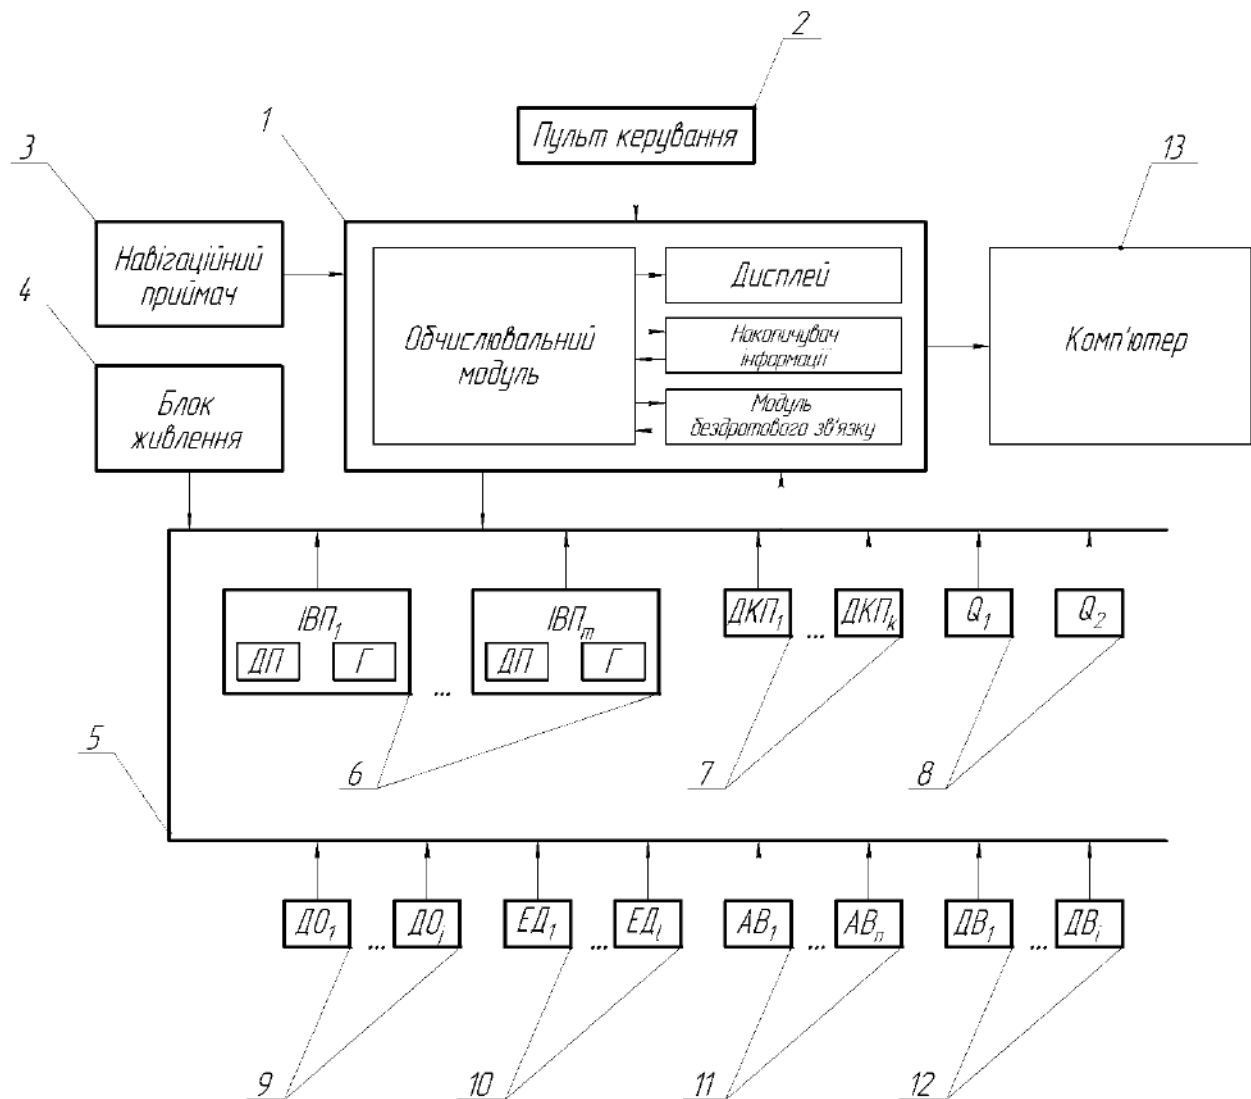 2
Пульт керування
1
3
13
Навігаційний
приймач
4
Блок
живлення
Обчислювальний
модуль
Дисплей
Накопичувач
інформації
Модуль
бездротового зв'язку
Комп'ютер
ІВП₁
ДП Г
...
ІВПₘ
ДП Г
ДКП₁ ... ДКПₖ
Q₁ Q₂
5
6 7 8
ДО₁ ... ДОⱼ
ЕД₁ ... ЕДₗ
АВ₁ ... АВₙ
ДВ₁ ... ДВᵢ
9 10 11 12